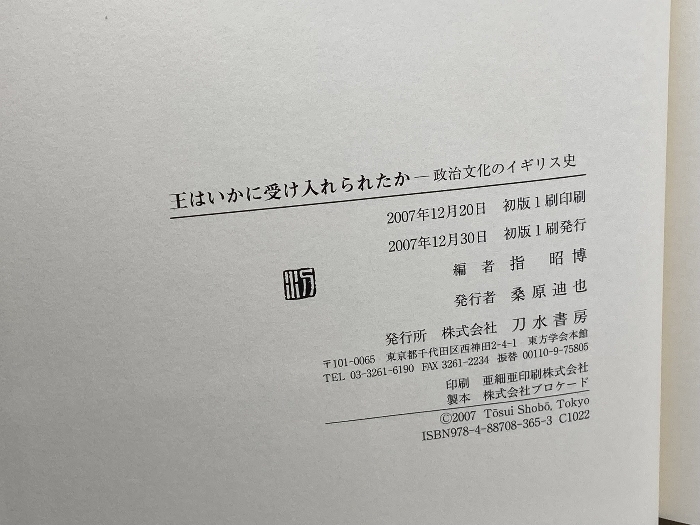 王はいかに受け入れられたか―政治文化のイギリス史
2007年12月20日 初版1刷印刷
2007年12月30日 初版1刷発行
編 者 指 昭 博
発行者 桑原迪也
発行所 株式会社 刀水書房
〒101-0065 東京都千代田区西神田2-4-1 東方学会本館
TEL 03-3261-6190 FAX 3261-2234 振替 00110-9-75805
印刷 亜細亜印刷株式会社
製本 株式会社ブロケード
©2007 Tōsui Shobō, Tokyo
ISBN978-4-88708-365-3 C1022